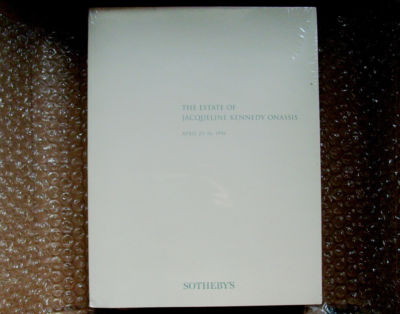 THE ESTATE OF
JACQUELINE KENNEDY ONASSIS
APRIL 23-26, 1996
SOTHEBY'S